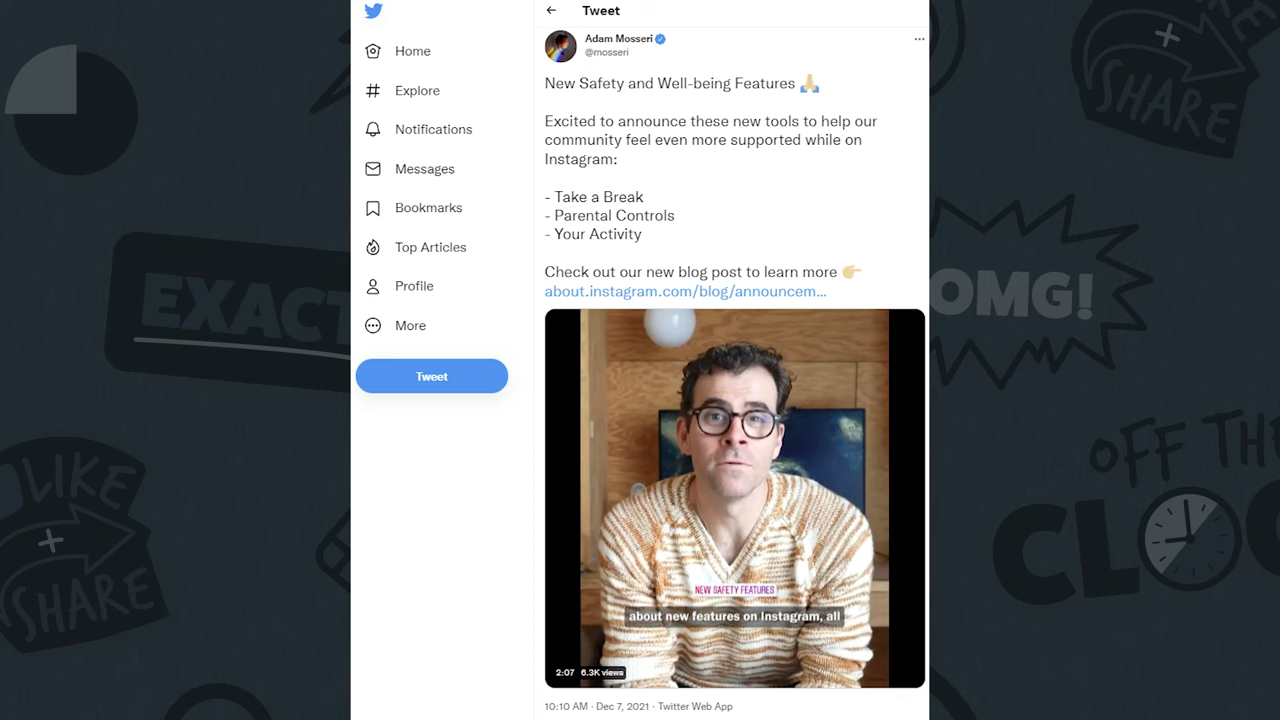 Tweet
Adam Mosseri
@mosseri
Home
Explore
Notifications
Messages
Bookmarks
Top Articles
Profile
More
Tweet
New Safety and Well-being Features 🙏🏼
Excited to announce these new tools to help our
community feel even more supported while on
Instagram:
- Take a Break
- Parental Controls
- Your Activity
Check out our new blog post to learn more 👉🏼
about.instagram.com/blog/announcem...
NEW SAFETY FEATURES
about new features on Instagram, all
2:07 6.3K views
10:10 AM · Dec 7, 2021 · Twitter Web App
EXACT
LIKE
+
SHARE
+
SHARE
OMG!
OFF TH
CL